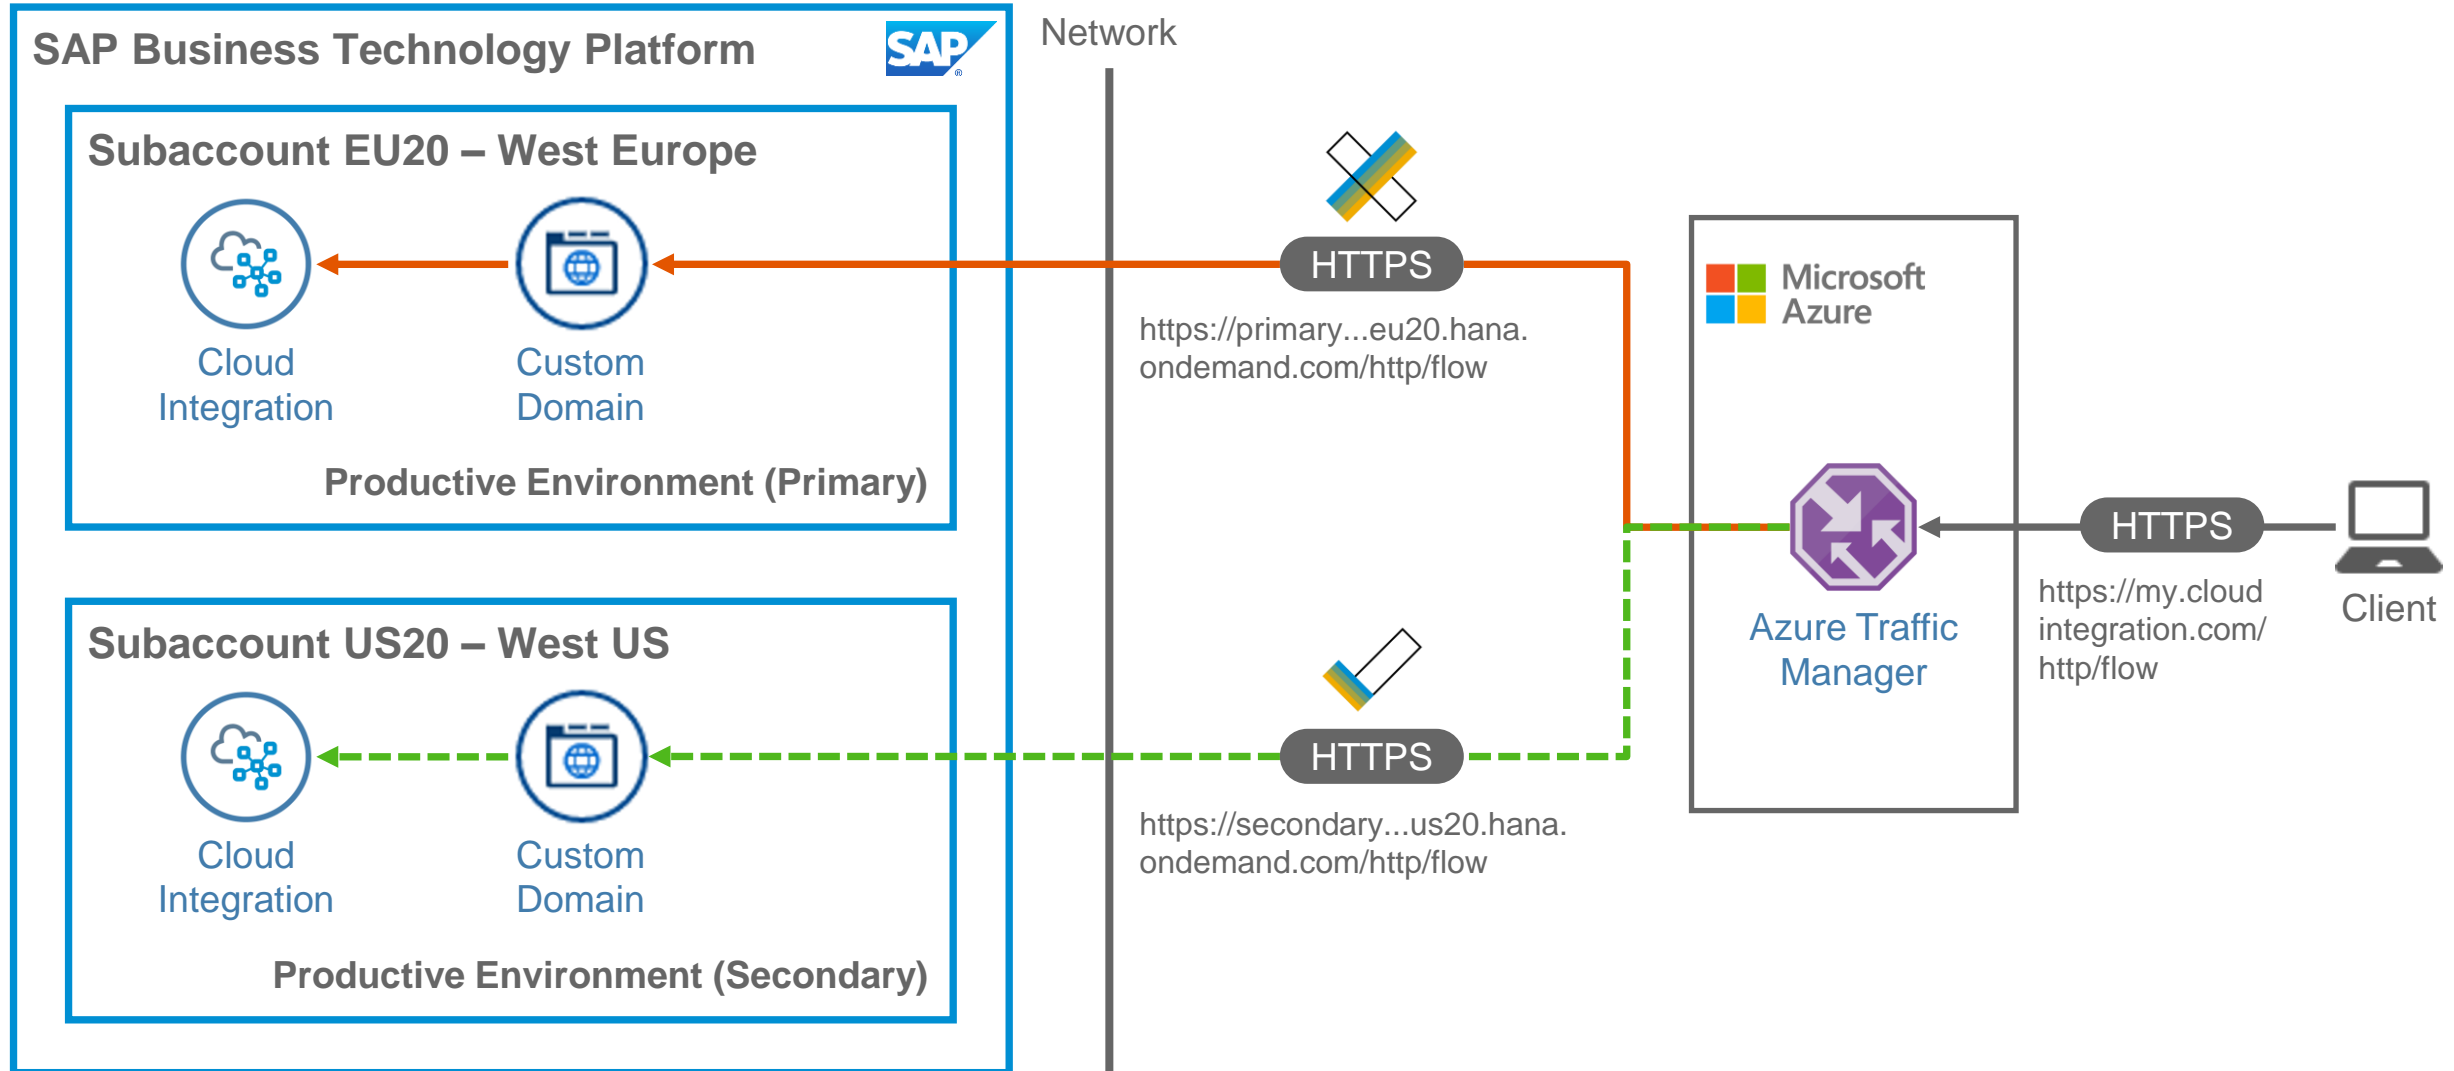 SAP Business Technology Platform
SAP
®
Network
Subaccount EU20 – West Europe
Cloud
Integration
Custom
Domain
Productive Environment (Primary)
HTTPS
https://primary...eu20.hana.
ondemand.com/http/flow
Microsoft
Azure
Azure Traffic
Manager
HTTPS
https://my.cloud
integration.com/
http/flow
Client
Subaccount US20 – West US
Cloud
Integration
Custom
Domain
Productive Environment (Secondary)
HTTPS
https://secondary...us20.hana.
ondemand.com/http/flow